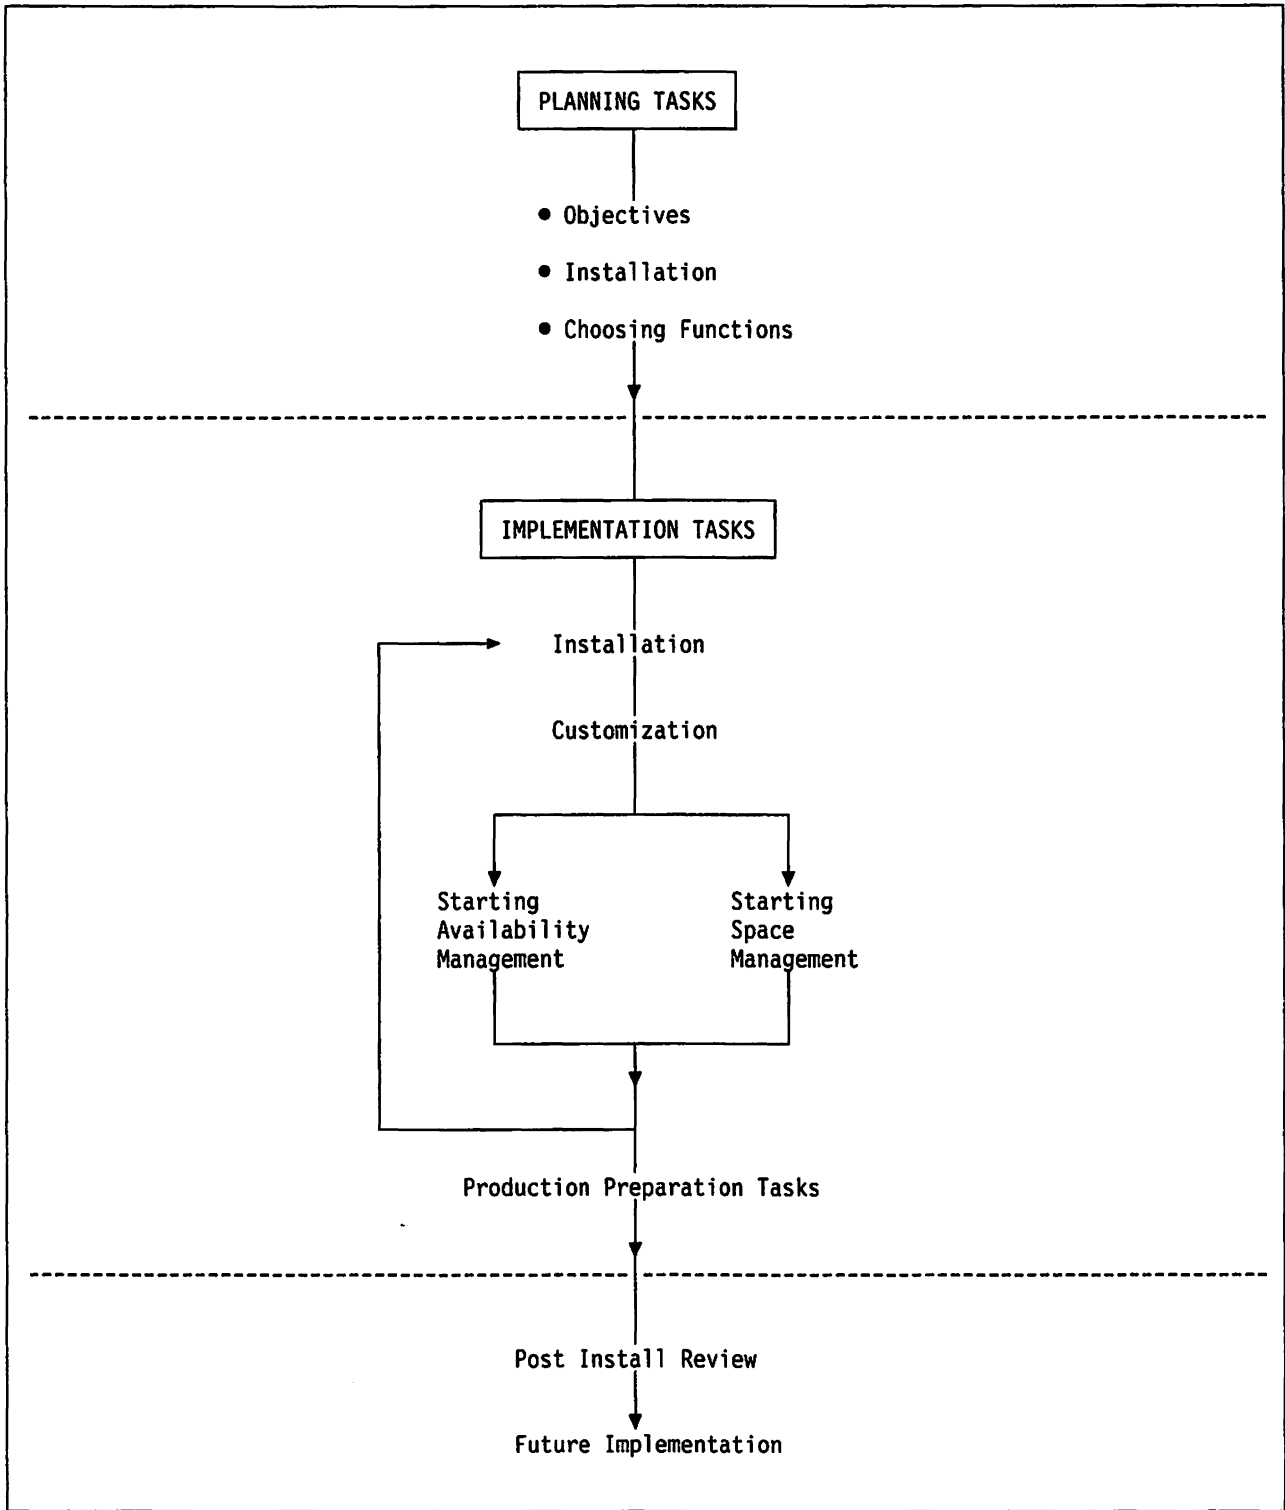 PLANNING TASKS
• Objectives
• Installation
• Choosing Functions
IMPLEMENTATION TASKS
Installation
Customization
Starting
Availability
Management
Starting
Space
Management
Production Preparation Tasks
Post Install Review
Future Implementation